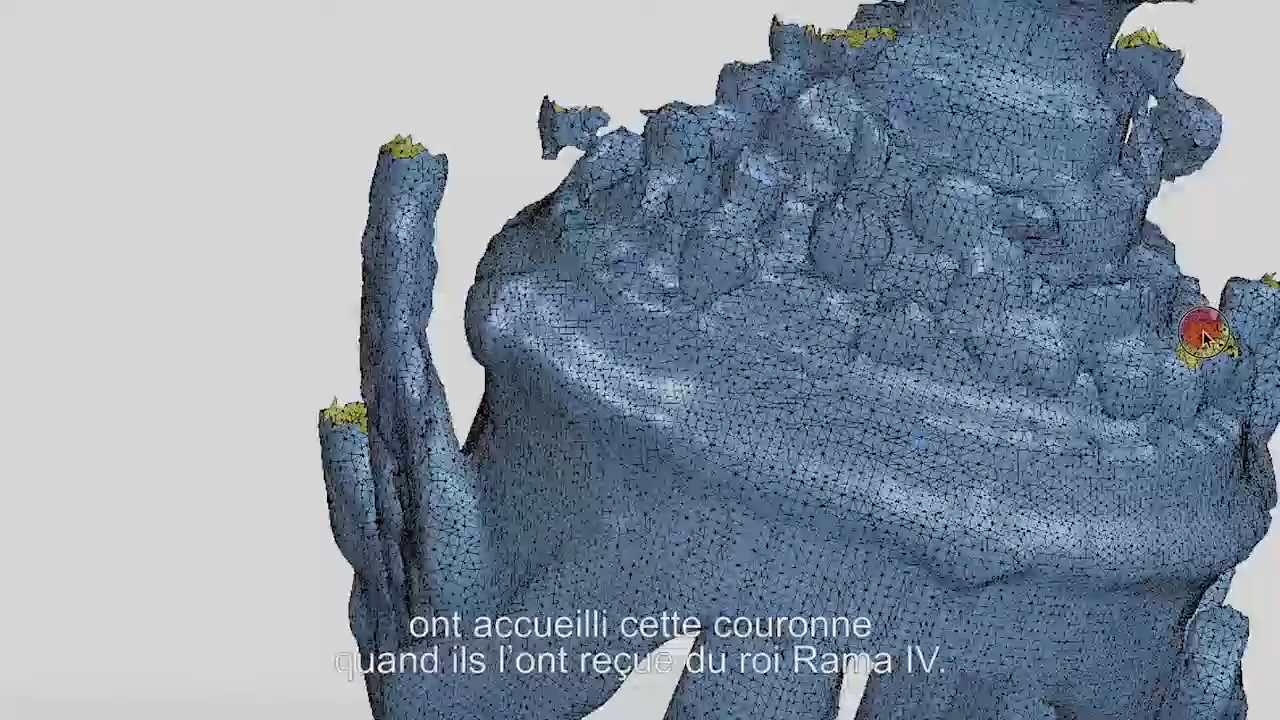 ont accueilli cette couronne
quand ils l'ont reçue du roi Rama IV.